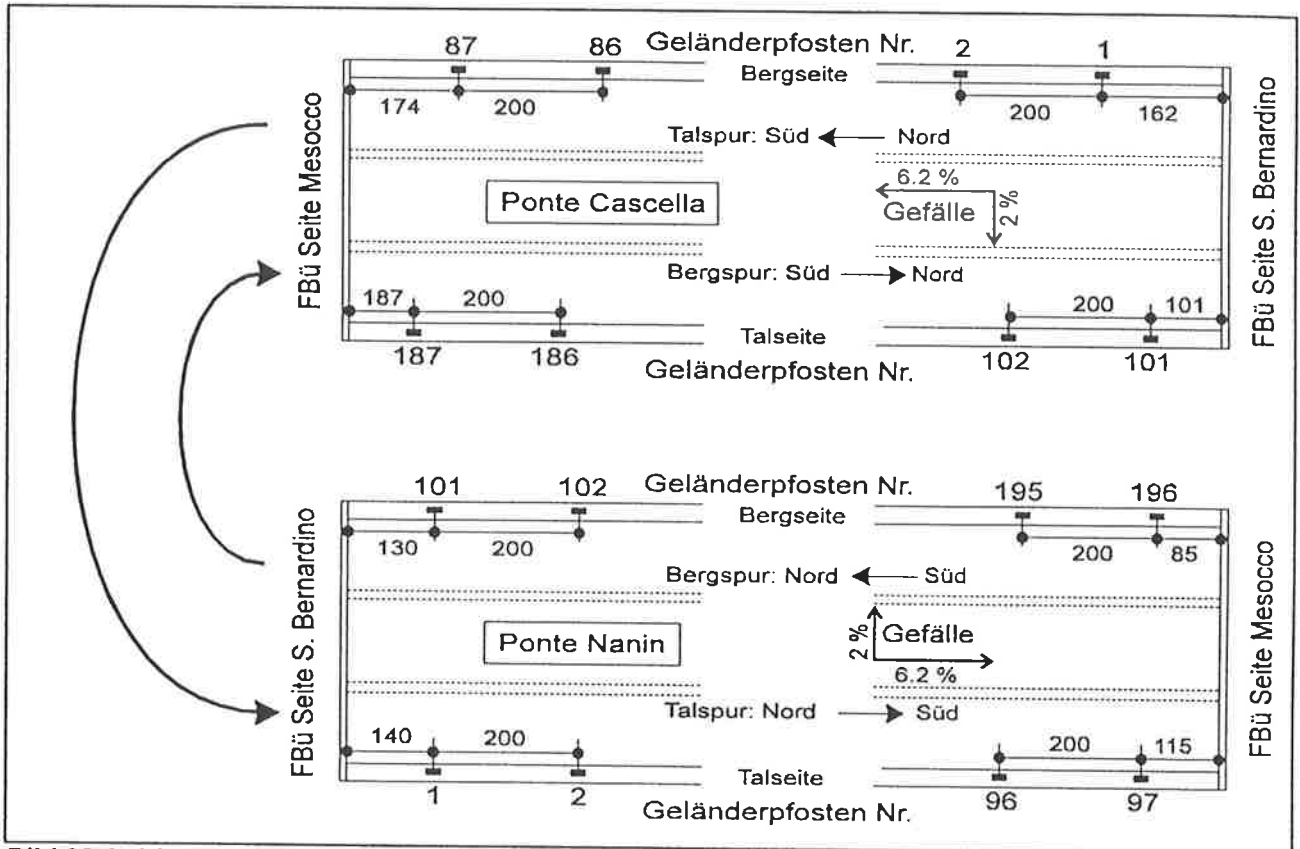 Geländerpfosten Nr.
87 86 2 1
Bergseite
174 200 200 162
FBü Seite Mesocco
FBü Seite S. Bernardino
Talspur: Süd Nord
6.2 %
Ponte Cascella
Gefälle
2 %
Bergspur: Süd Nord
187 200 200 101
Talseite
187 186 102 101
Geländerpfosten Nr.
Geländerpfosten Nr.
101 102 195 196
Bergseite
130 200 200 85
FBü Seite S. Bernardino
FBü Seite Mesocco
Bergspur: Nord Süd
Ponte Nanin
2 %
Gefälle
6.2 %
Talspur: Nord Süd
140 200 200 115
Talseite
1 2 96 97
Geländerpfosten Nr.